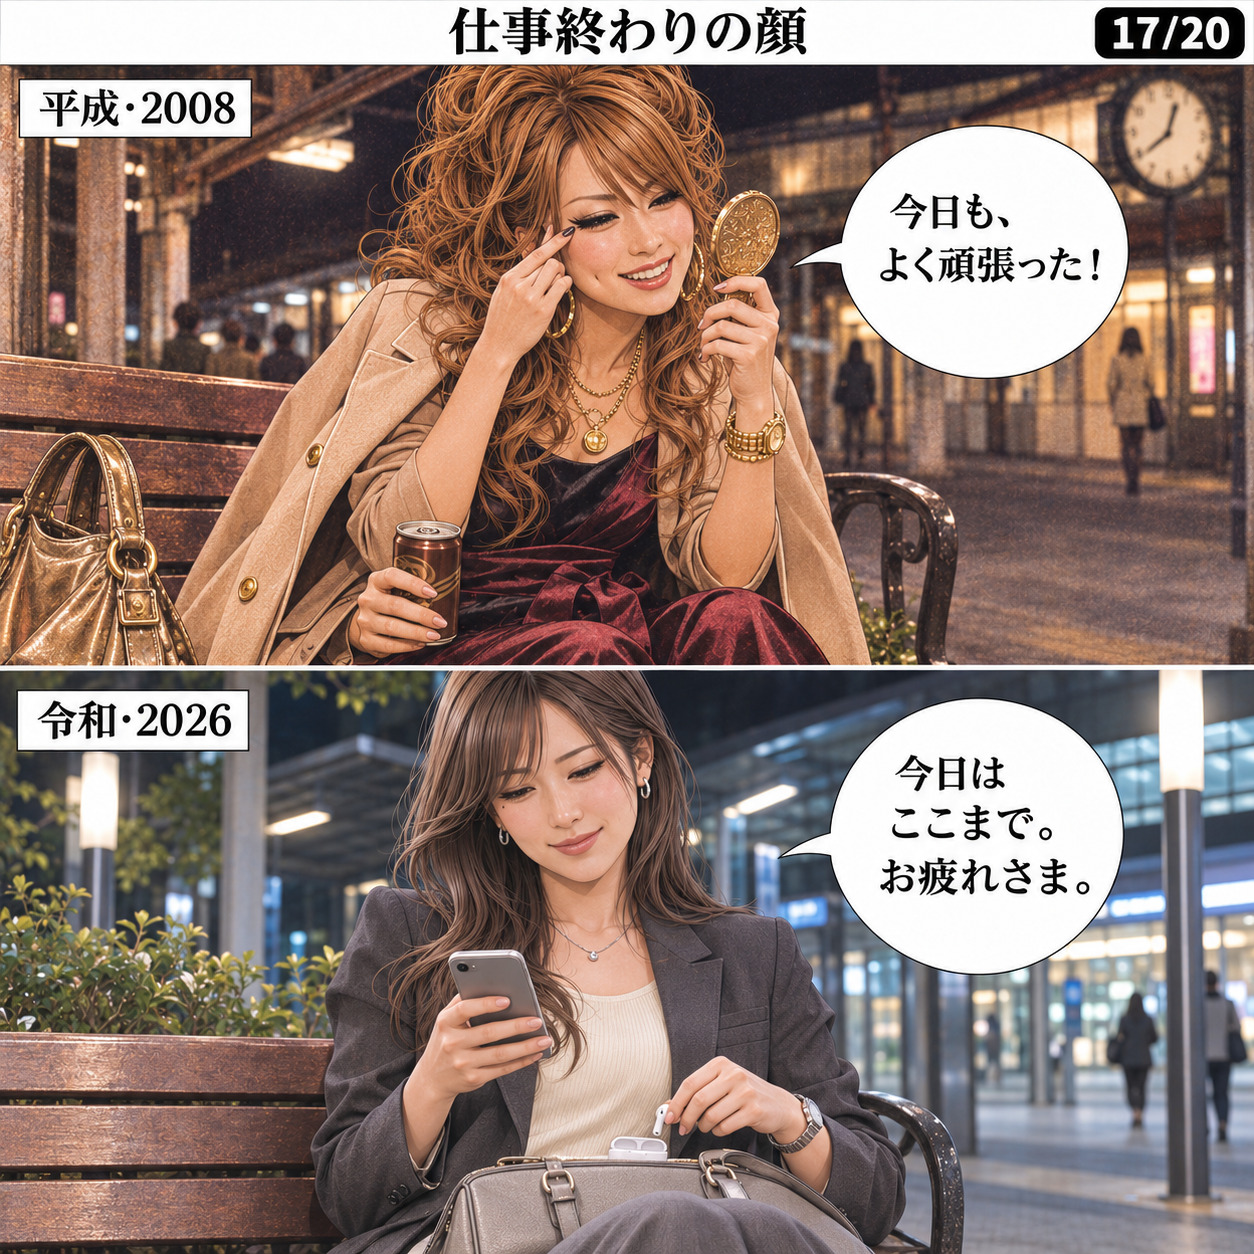 仕事終わりの顔
17/20
平成・2008
今日も、
よく頑張った！
令和・2026
今日は
ここまで。
お疲れさま。